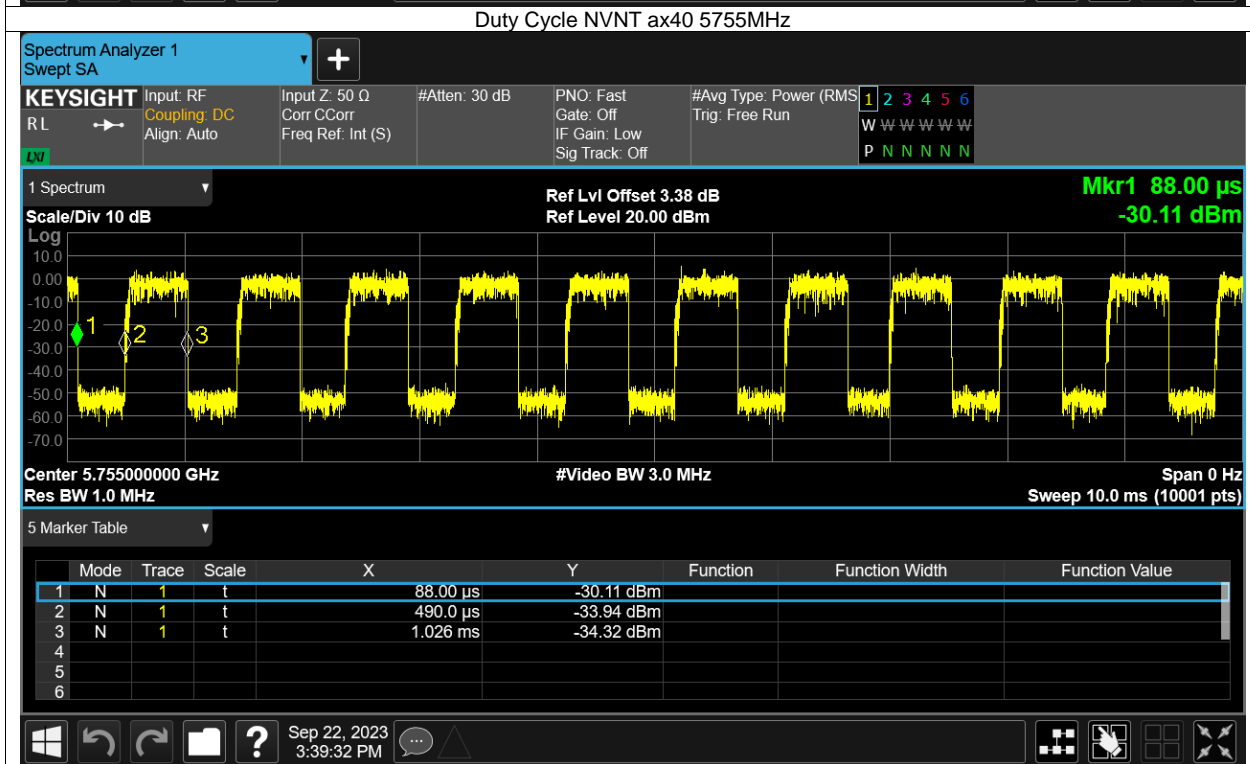 Duty Cycle NVNT ax40 5755MHz
Spectrum Analyzer 1
Swept SA
KEYSIGHT Input: RF Input Z: 50 Ω #Atten: 30 dB PNO: Fast #Avg Type: Power (RMS 1 2 3 4 5 6
RL Coupling: DC Corr CCorr Gate: Off Trig: Free Run W W W W W W
Align: Auto Freq Ref: Int (S) IF Gain: Low
LXI Sig Track: Off P N N N N N
1 Spectrum Ref Lvl Offset 3.38 dB Mkr1 88.00 µs
Scale/Div 10 dB Ref Level 20.00 dBm -30.11 dBm
Log
10.0
0.00
-10.0
-20.0
1 2 3
-30.0
-40.0
-50.0
-60.0
-70.0
Center 5.755000000 GHz #Video BW 3.0 MHz Span 0 Hz
Res BW 1.0 MHz Sweep 10.0 ms (10001 pts)
5 Marker Table
Mode Trace Scale X Y Function Function Width Function Value
1 N 1 t 88.00 µs -30.11 dBm
2 N 1 t 490.0 µs -33.94 dBm
3 N 1 t 1.026 ms -34.32 dBm
4
5
6
? Sep 22, 2023
3:39:32 PM